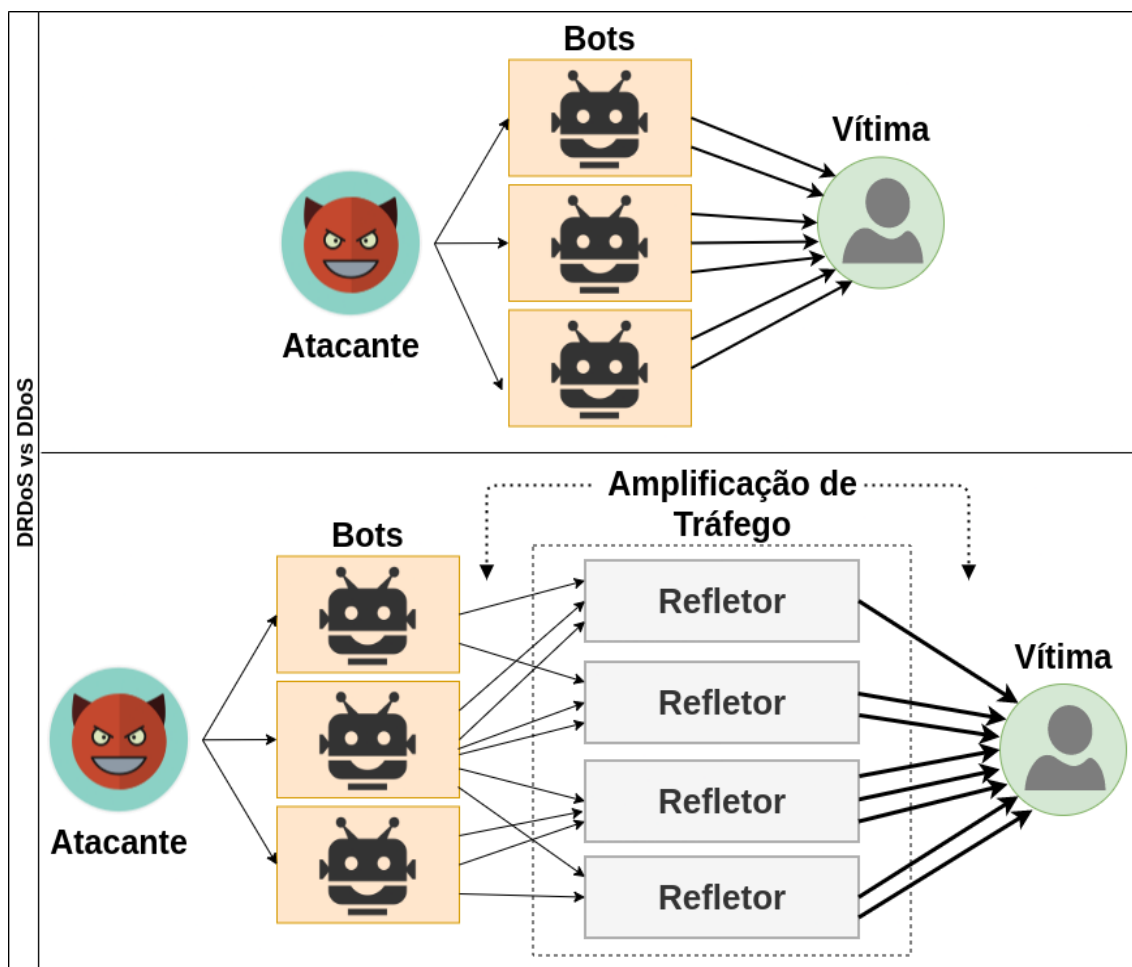 DRDoS vs DDoS
Bots
Vítima
Atacante
Amplificação de
Tráfego
Bots
Refletor
Refletor
Refletor
Refletor
Vítima
Atacante